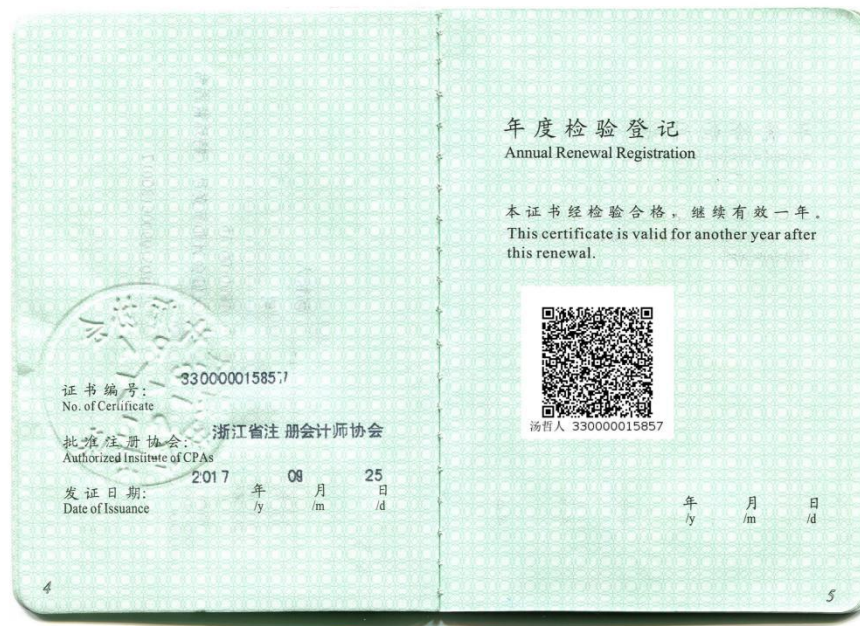 证书编号:
330000015857
No. of Certificate
批准注册协会:
浙江省注册会计师协会
Authorized Institute of CPAs
发证日期:
2017 年 09 月 25 日
Date of Issuance /y /m /d
4
年度检验登记
Annual Renewal Registration
本证书经检验合格，继续有效一年。
This certificate is valid for another year after
this renewal.
汤哲人 330000015857
年 月 日
/y /m /d
5